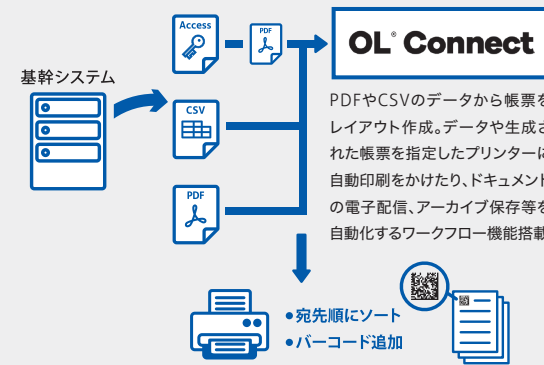 Access
PDF
OL® Connect
基幹システム
CSV
PDFやCSVのデータから帳票を
レイアウト作成。データや生成さ
れた帳票を指定したプリンターに
自動印刷をかけたり、ドキュメント
の電子配信、アーカイブ保存等を
自動化するワークフロー機能搭載
PDF
●宛先順にソート
●バーコード追加